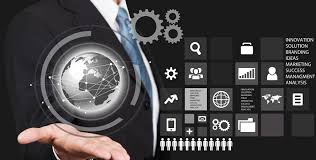 INNOVATION
SOLUTION
BRANDING
IDEAS
MARKETING
SUCCESS
MANAGMENT
ANALYSIS